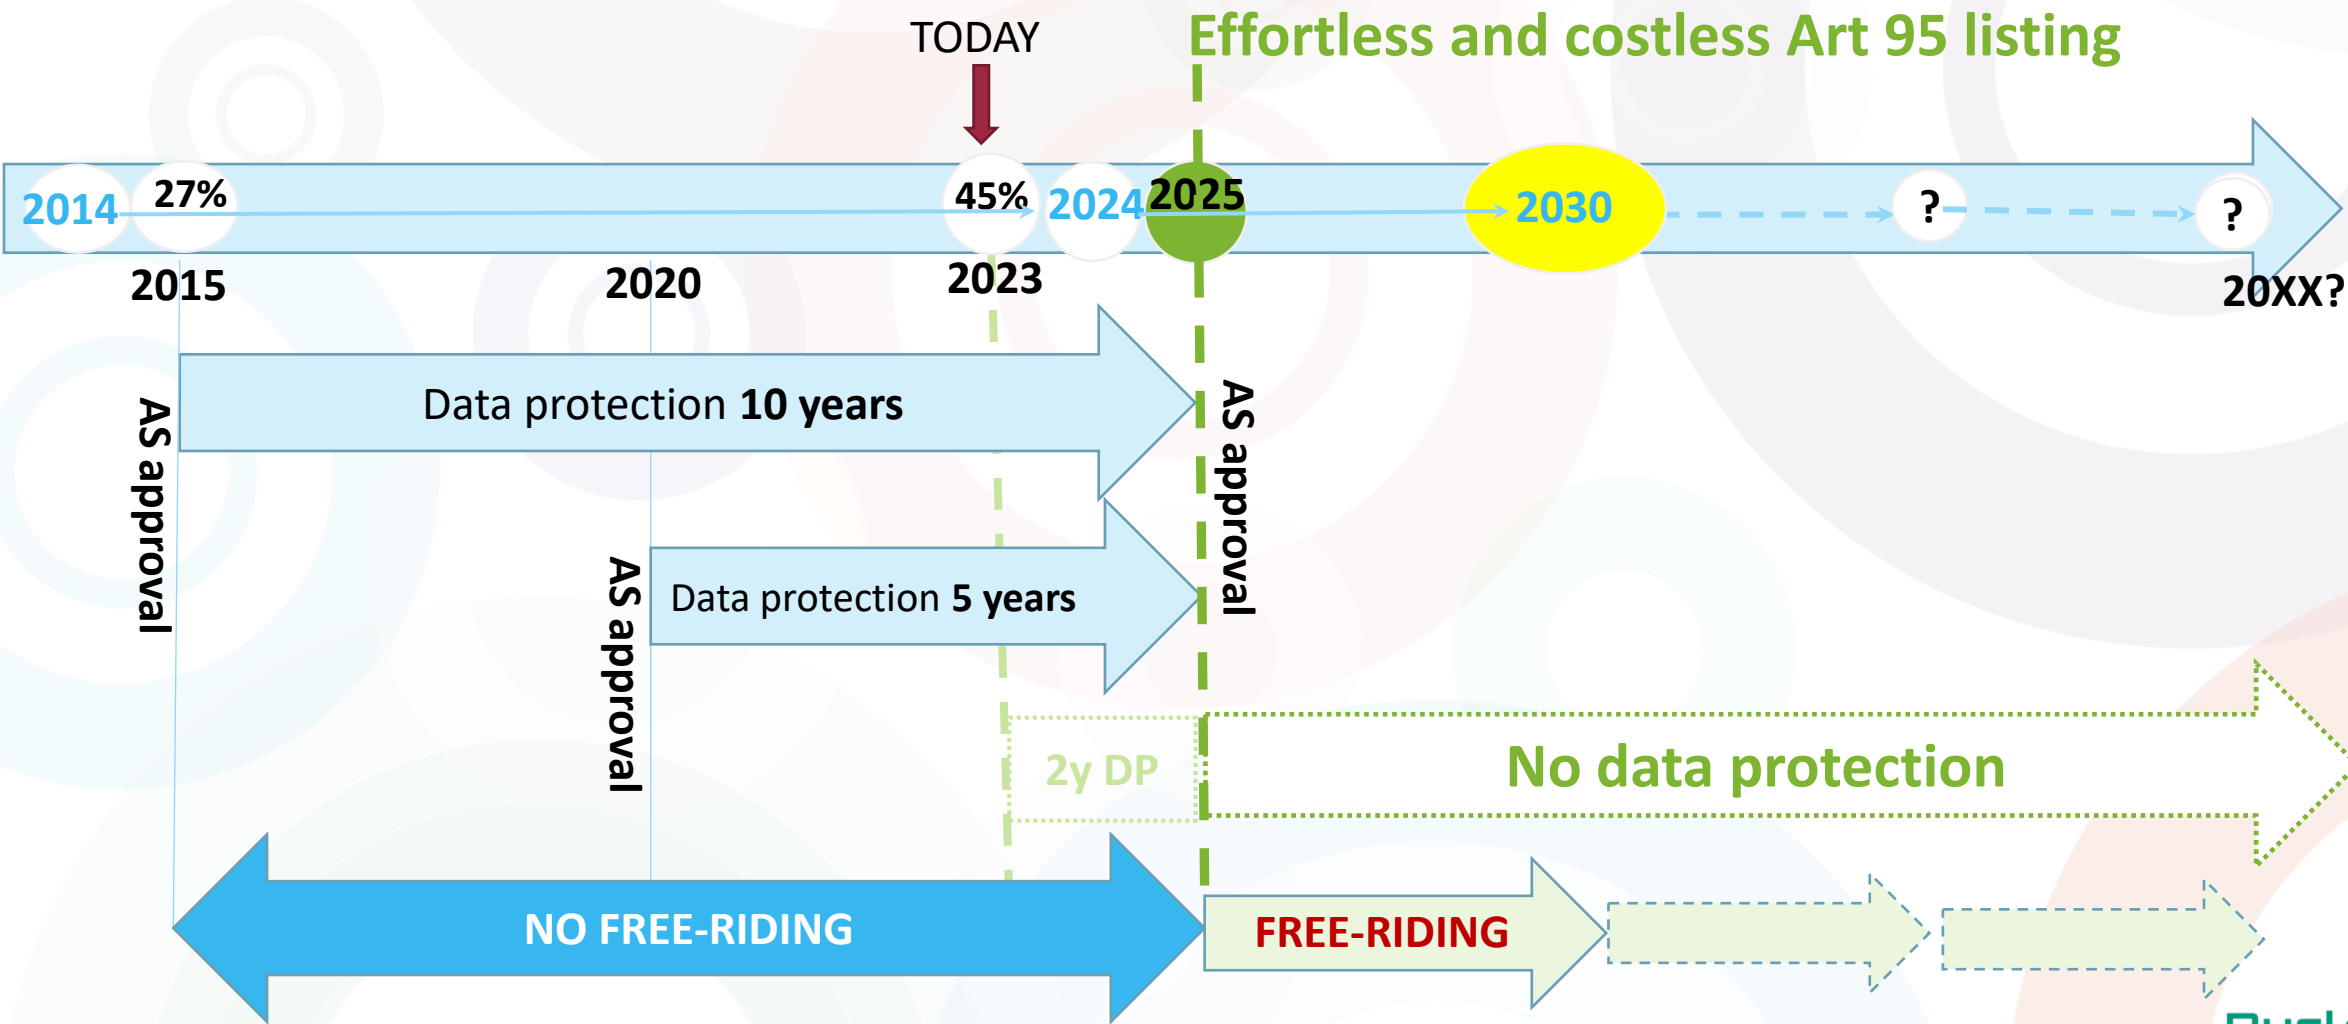 TODAY
Effortless and costless Art 95 listing
2014
27%
45%
2024
2025
2030
?
?
2015
2020
2023
20XX?
Data protection 10 years
AS approval
AS approval
Data protection 5 years
AS approval
2y DP
No data protection
NO FREE-RIDING
FREE-RIDING